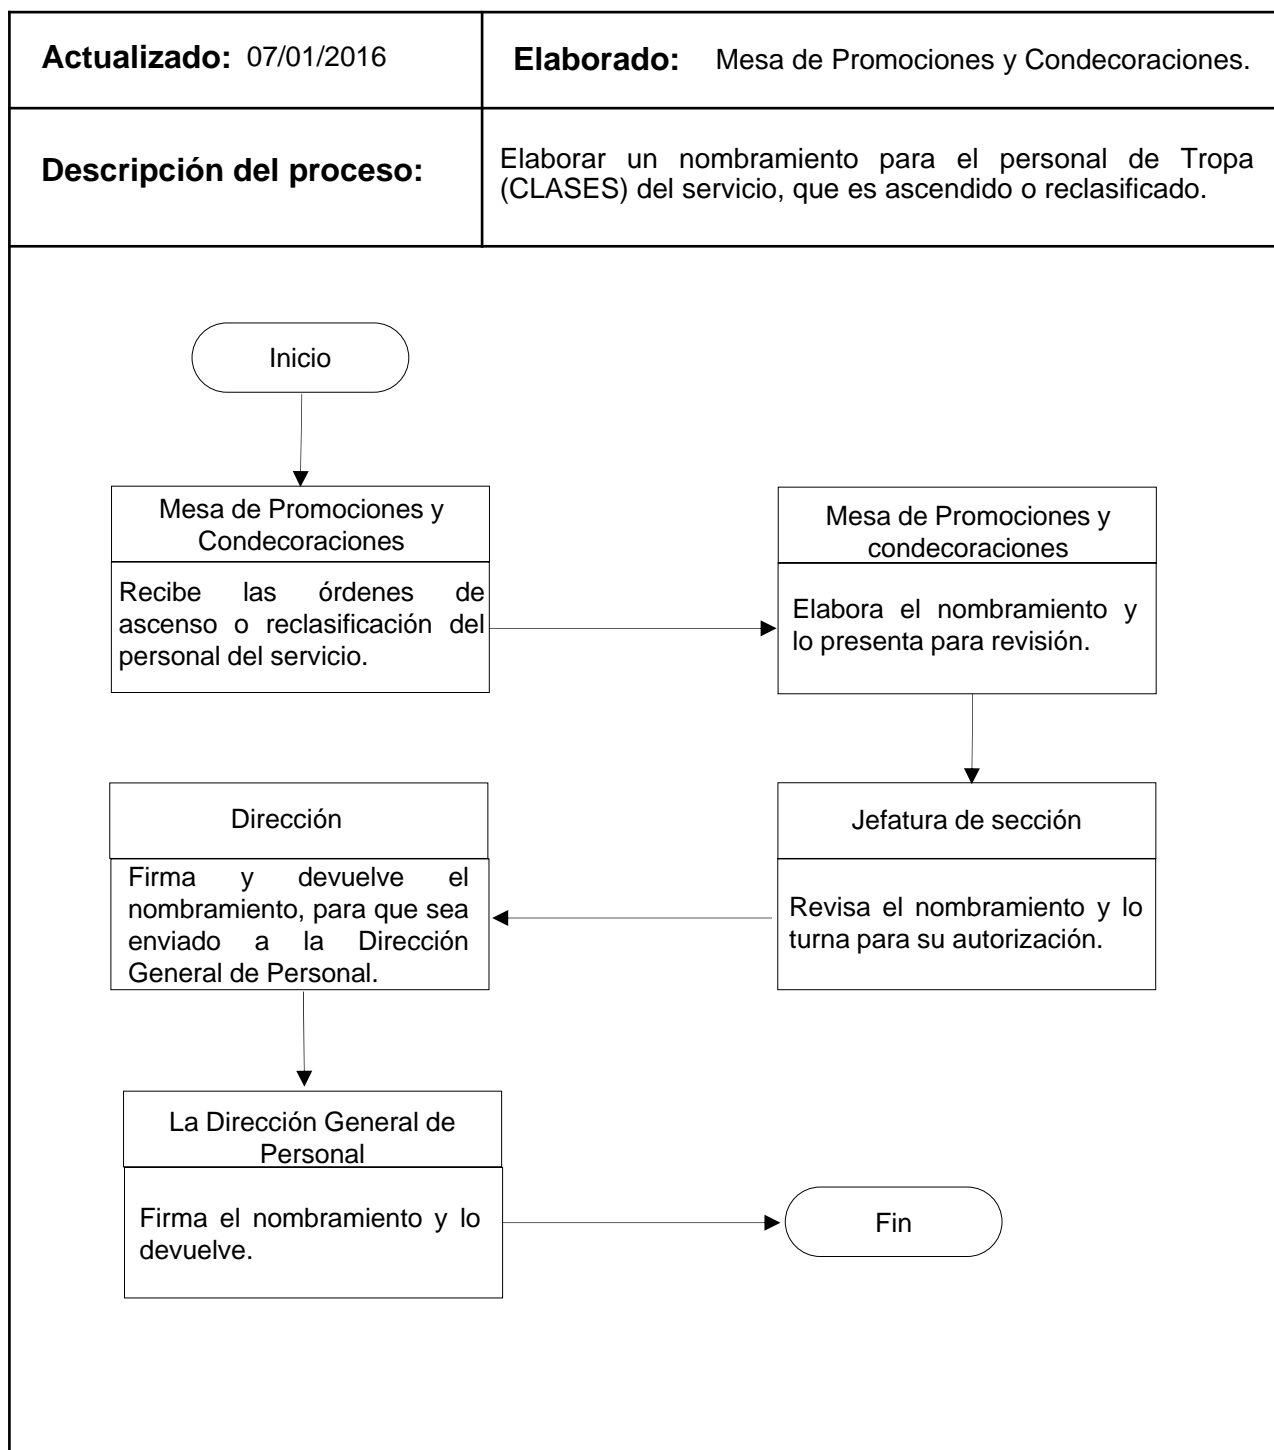 Actualizado: 07/01/2016
Elaborado: Mesa de Promociones y Condecoraciones.
Descripción del proceso:
Elaborar un nombramiento para el personal de Tropa
(CLASES) del servicio, que es ascendido o reclasificado.
Inicio
Mesa de Promociones y
Condecoraciones
Recibe las órdenes de
ascenso o reclasificación del
personal del servicio.
Mesa de Promociones y
condecoraciones
Elabora el nombramiento y
lo presenta para revisión.
Jefatura de sección
Revisa el nombramiento y lo
turna para su autorización.
Dirección
Firma y devuelve el
nombramiento, para que sea
enviado a la Dirección
General de Personal.
La Dirección General de
Personal
Firma el nombramiento y lo
devuelve.
Fin